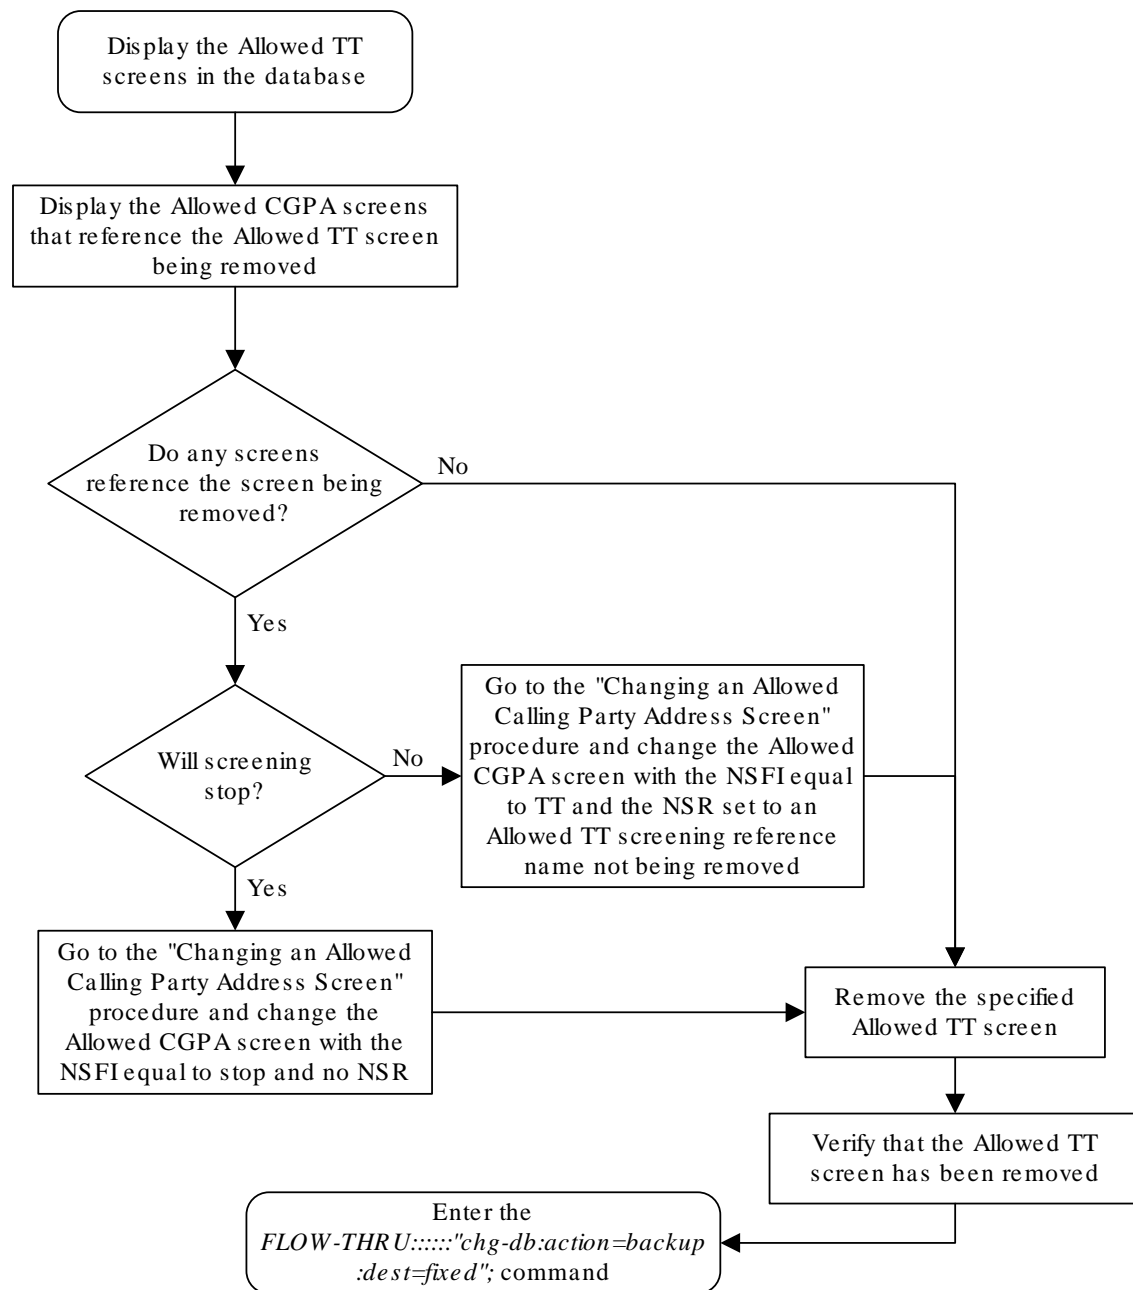 Display the Allowed TT
screens in the database
Display the Allowed CGPA screens
that reference the Allowed TT screen
being removed
Do any screens
reference the screen being
removed?
No
Yes
Will screening
stop?
No
Go to the "Changing an Allowed
Calling Party Address Screen"
procedure and change the Allowed
CGPA screen with the NSFI equal
to TT and the NSR set to an
Allowed TT screening reference
name not being removed
Yes
Go to the "Changing an Allowed
Calling Party Address Screen"
procedure and change the
Allowed CGPA screen with the
NSFI equal to stop and no NSR
Remove the specified
Allowed TT screen
Verify that the Allowed TT
screen has been removed
Enter the
FLOW-THRU::::::"chg-db:action=backup
:dest=fixed"; command